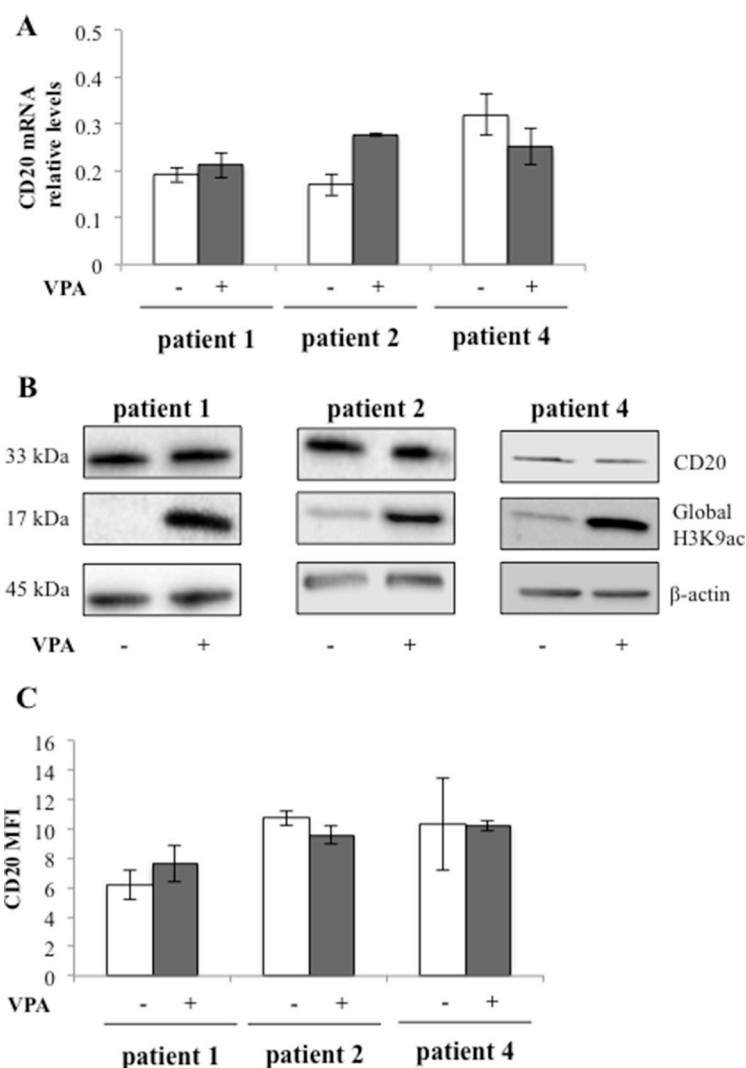 A
0.5
0.4
0.3
0.2
0.1
0
CD20 mRNA
relative levels
VPA - + - + - +
patient 1 patient 2 patient 4
B
patient 1 patient 2 patient 4
33 kDa CD20
17 kDa Global
H3K9ac
45 kDa β-actin
VPA - + - + - +
C
16
14
12
10
8
6
4
2
0
CD20 MFI
VPA - + - + - +
patient 1 patient 2 patient 4